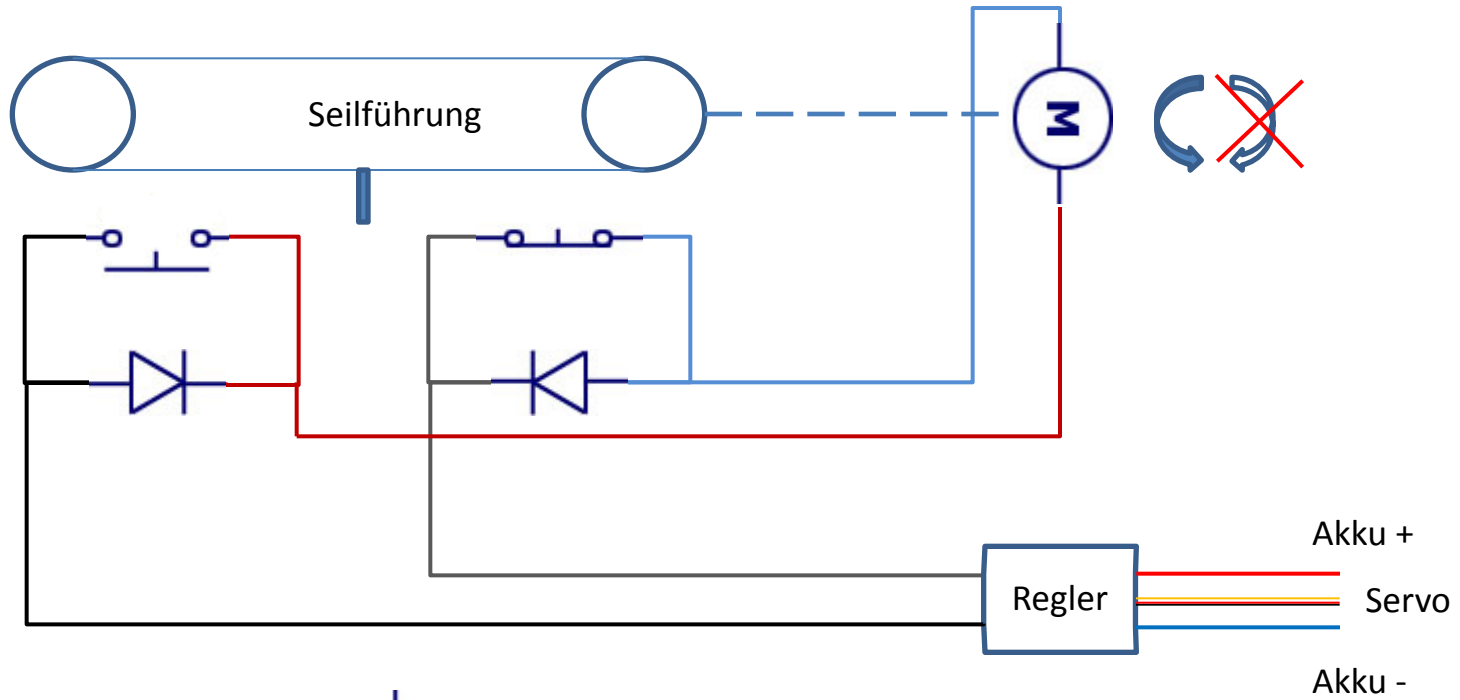 Seilführung
M
Akku +
Regler
Servo
Akku -